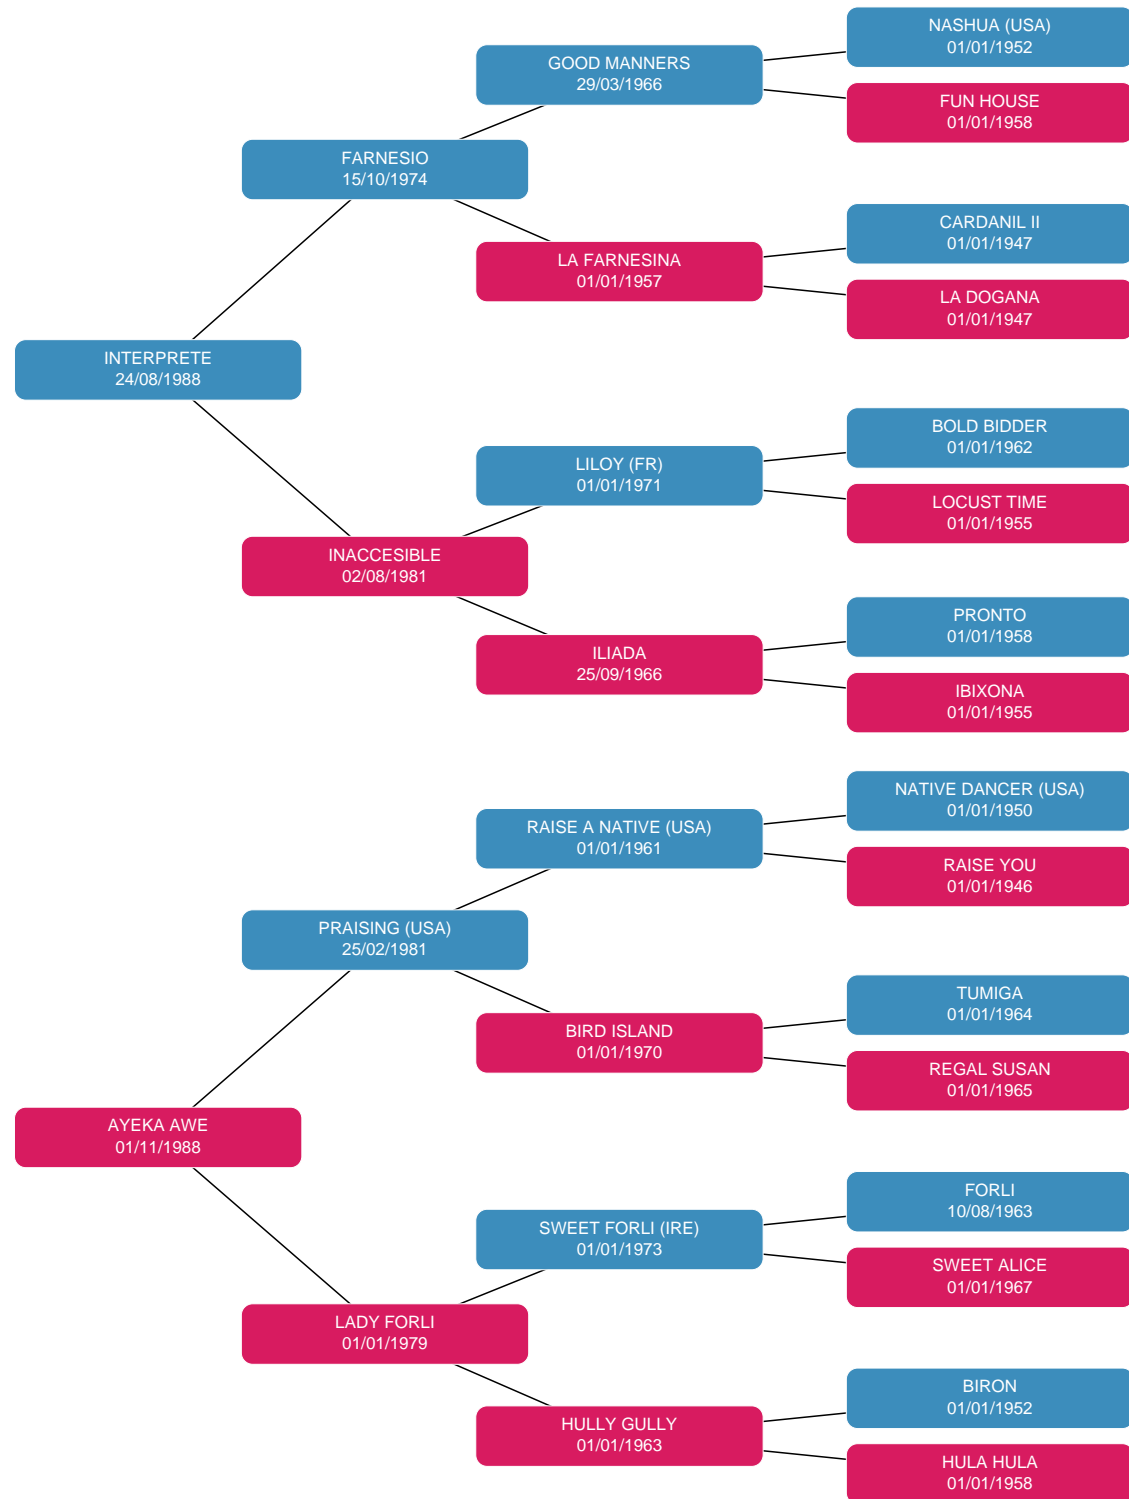 NASHUA (USA)
01/01/1952
GOOD MANNERS
29/03/1966
FUN HOUSE
01/01/1958
FARNESIO
15/10/1974
CARDANIL II
01/01/1947
LA FARNESINA
01/01/1957
LA DOGANA
01/01/1947
INTERPRETE
24/08/1988
BOLD BIDDER
01/01/1962
LILOY (FR)
01/01/1971
LOCUST TIME
01/01/1955
INACCESIBLE
02/08/1981
PRONTO
01/01/1958
ILIADA
25/09/1966
IBIXONA
01/01/1955
NATIVE DANCER (USA)
01/01/1950
RAISE A NATIVE (USA)
01/01/1961
RAISE YOU
01/01/1946
PRAISING (USA)
25/02/1981
TUMIGA
01/01/1964
BIRD ISLAND
01/01/1970
REGAL SUSAN
01/01/1965
AYEKA AWE
01/11/1988
FORLI
10/08/1963
SWEET FORLI (IRE)
01/01/1973
SWEET ALICE
01/01/1967
LADY FORLI
01/01/1979
BIRON
01/01/1952
HULLY GULLY
01/01/1963
HULA HULA
01/01/1958